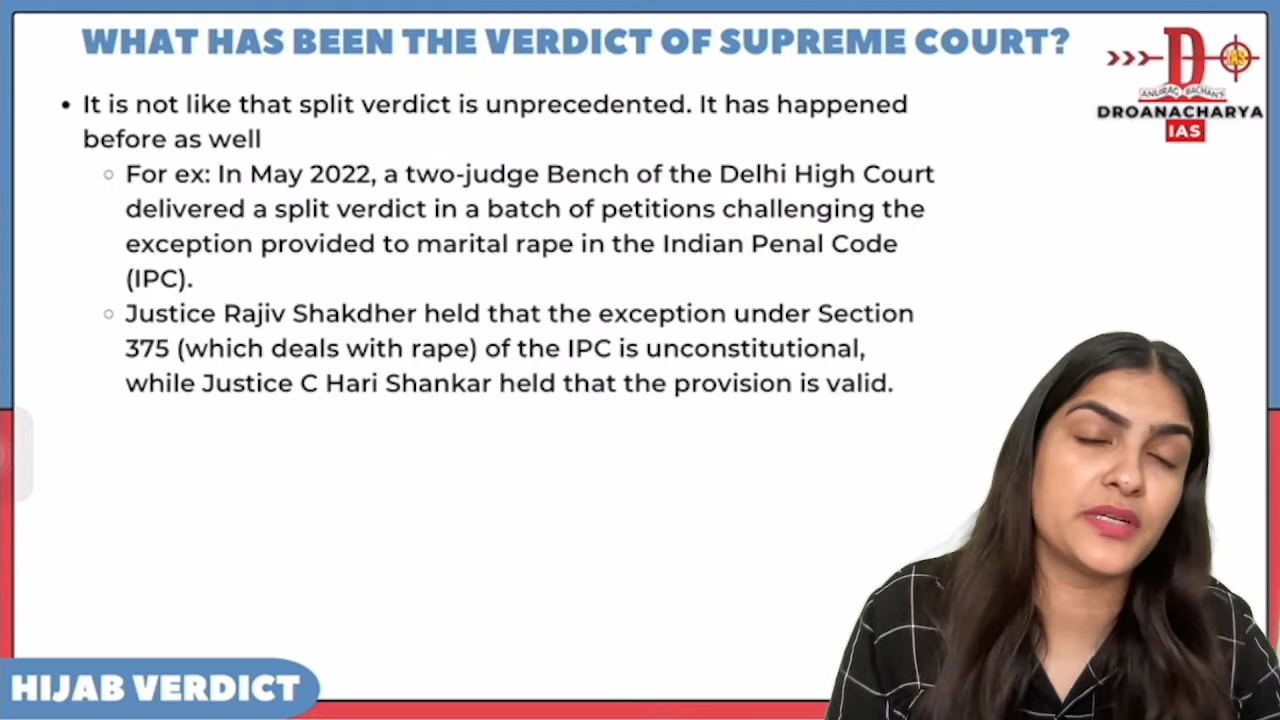 WHAT HAS BEEN THE VERDICT OF SUPREME COURT?
• It is not like that split verdict is unprecedented. It has happened
before as well
○ For ex: In May 2022, a two-judge Bench of the Delhi High Court
delivered a split verdict in a batch of petitions challenging the
exception provided to marital rape in the Indian Penal Code
(IPC).
○ Justice Rajiv Shakdher held that the exception under Section
375 (which deals with rape) of the IPC is unconstitutional,
while Justice C Hari Shankar held that the provision is valid.
D
IAS
ANURAG BACHAN'S
DROANACHARYA
IAS
HIJAB VERDICT